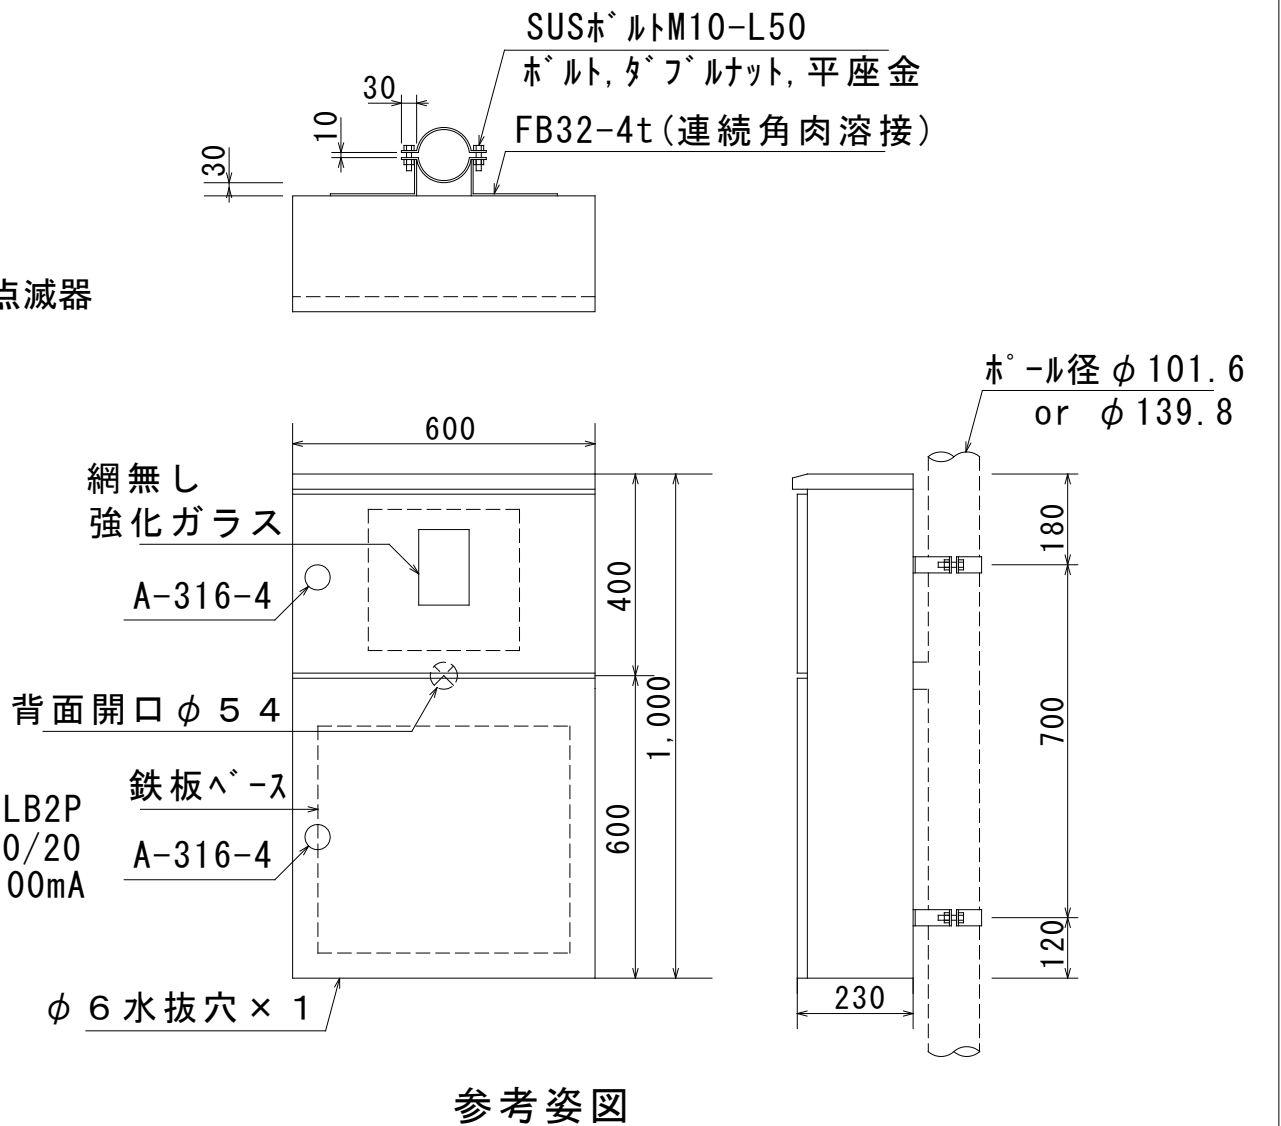 SUSﾎﾞﾙﾄM10-L50
ﾎﾞﾙﾄ,ﾀﾞﾌﾞﾙﾅｯﾄ,平座金
FB32-4t(連続角肉溶接)
30
10
30
点滅器
ﾎﾟｰﾙ径φ101.6
or φ139.8
600
網無し
強化ガラス
A-316-4
400
180
背面開口φ５４
1,000
700
鉄板ﾍﾞｰｽ
LB2P
0/20
00mA
A-316-4
600
120
230
φ６水抜穴×１
参考姿図